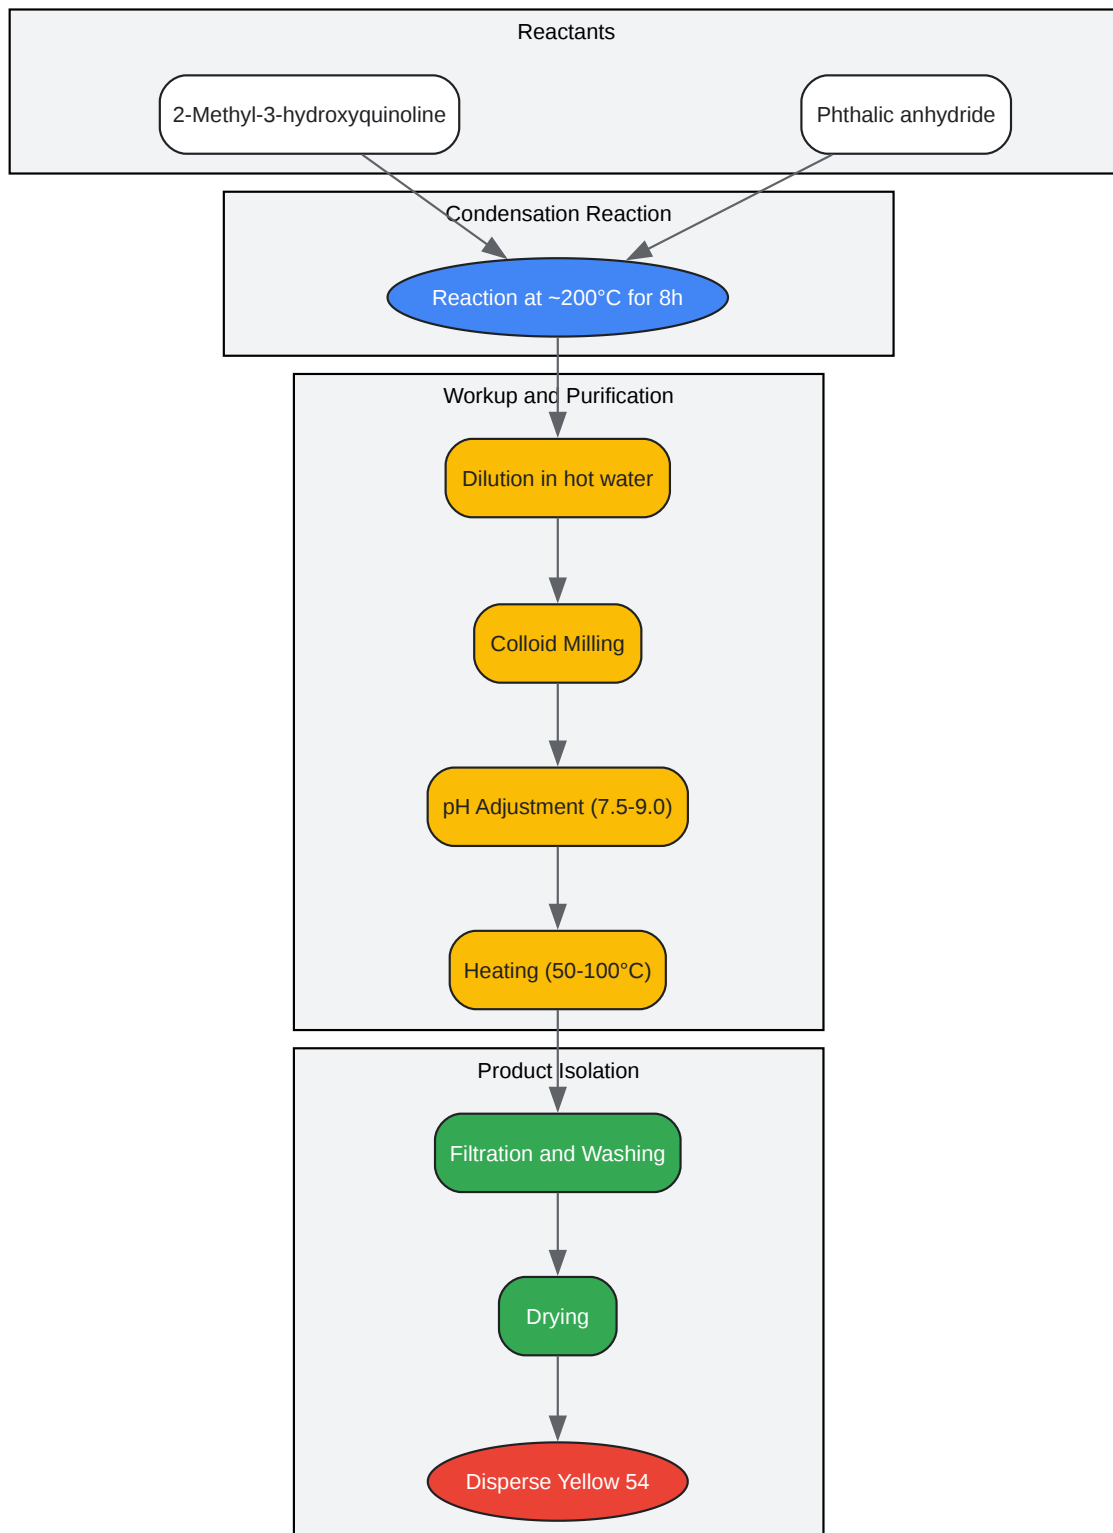 Reactants
2-Methyl-3-hydroxyquinoline
Phthalic anhydride
Condensation Reaction
Reaction at ~200°C for 8h
Workup and Purification
Dilution in hot water
Colloid Milling
pH Adjustment (7.5-9.0)
Heating (50-100°C)
Product Isolation
Filtration and Washing
Drying
Disperse Yellow 54